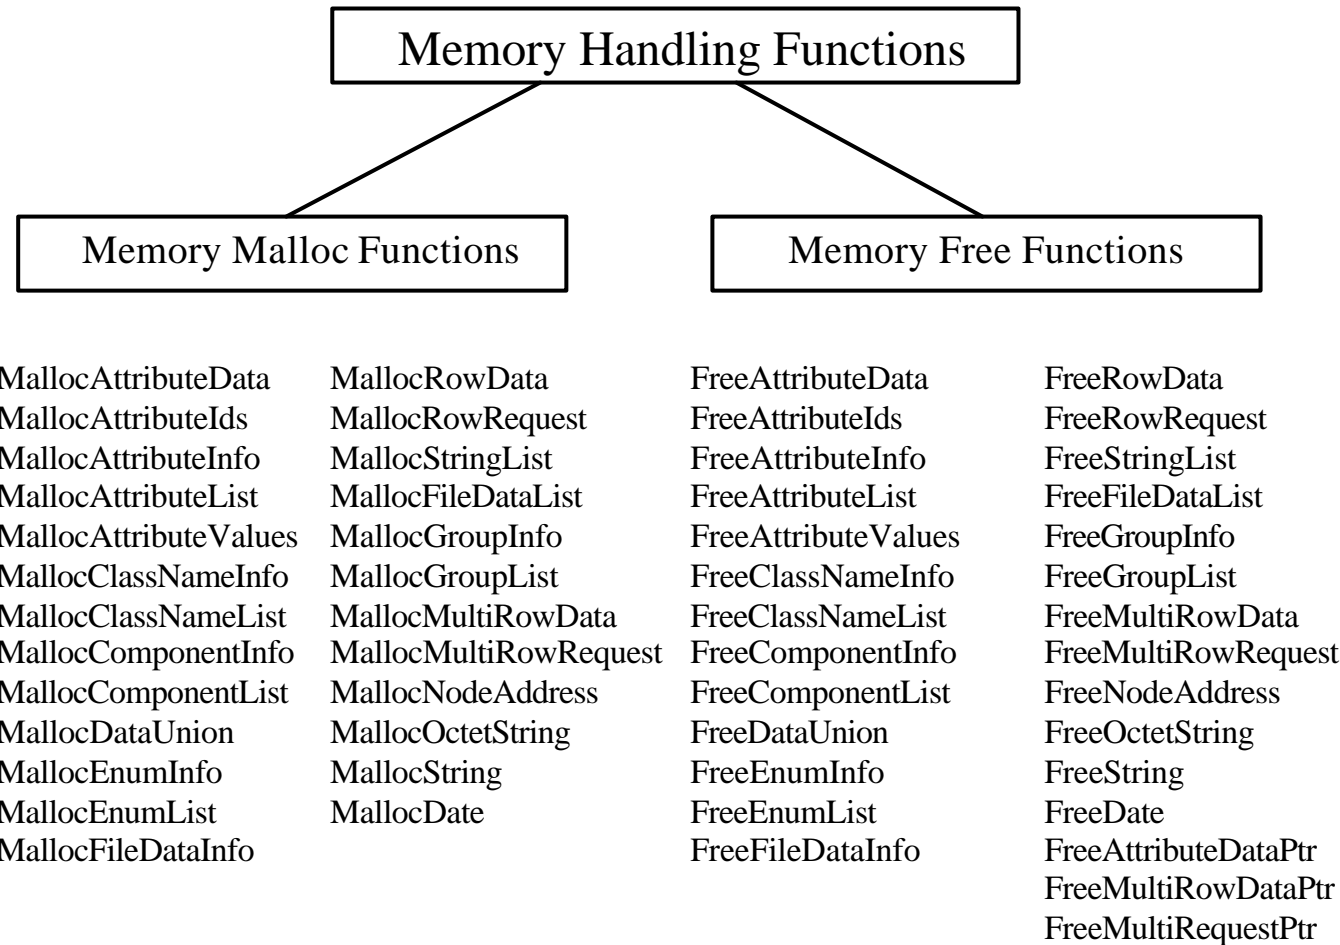 Memory Handling Functions
Memory Malloc Functions
Memory Free Functions
MallocAttributeData
MallocAttributeIds
MallocAttributeInfo
MallocAttributeList
MallocAttributeValues
MallocClassNameInfo
MallocClassNameList
MallocComponentInfo
MallocComponentList
MallocDataUnion
MallocEnumInfo
MallocEnumList
MallocFileDataInfo
MallocRowData
MallocRowRequest
MallocStringList
MallocFileDataList
MallocGroupInfo
MallocGroupList
MallocMultiRowData
MallocMultiRowRequest
MallocNodeAddress
MallocOctetString
MallocString
MallocDate
FreeAttributeData
FreeAttributeIds
FreeAttributeInfo
FreeAttributeList
FreeAttributeValues
FreeClassNameInfo
FreeClassNameList
FreeComponentInfo
FreeComponentList
FreeDataUnion
FreeEnumInfo
FreeEnumList
FreeFileDataInfo
FreeRowData
FreeRowRequest
FreeStringList
FreeFileDataList
FreeGroupInfo
FreeGroupList
FreeMultiRowData
FreeMultiRowRequest
FreeNodeAddress
FreeOctetString
FreeString
FreeDate
FreeAttributeDataPtr
FreeMultiRowDataPtr
FreeMultiRequestPtr